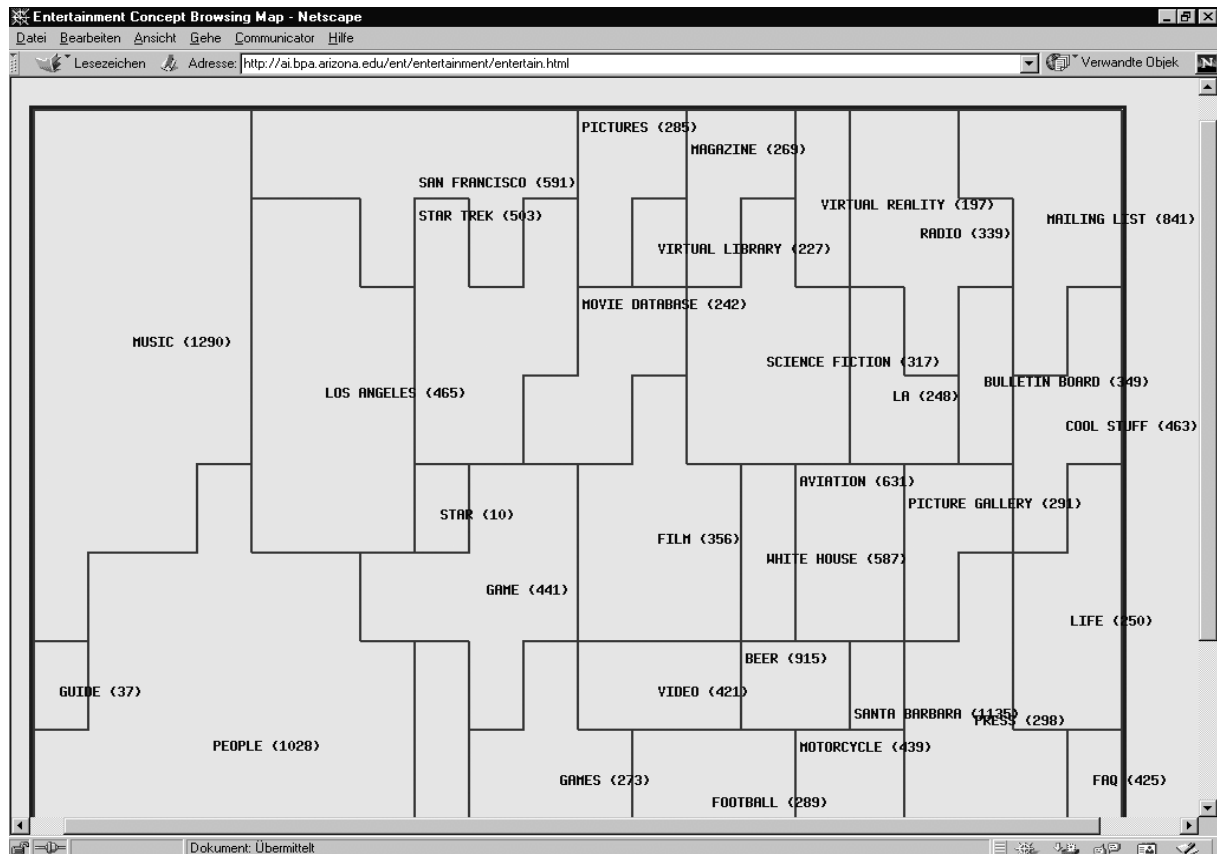 Entertainment Concept Browsing Map - Netscape
Datei Bearbeiten Ansicht Gehe Communicator Hilfe
Lesezeichen Adresse: http://ai.bpa.arizona.edu/ent/entertainment/entertain.html Verwandte Objek N
PICTURES (285)
MAGAZINE (269)
SAN FRANCISCO (591)
STAR TREK (503)
VIRTUAL REALITY (197)
MAILING LIST (841)
RADIO (339)
VIRTUAL LIBRARY (227)
MOVIE DATABASE (242)
MUSIC (1290)
SCIENCE FICTION (317)
BULLETIN BOARD (349)
LOS ANGELES (465)
LA (248)
COOL STUFF (463)
AVIATION (631)
PICTURE GALLERY (291)
STAR (10)
FILM (356)
WHITE HOUSE (587)
GAME (441)
LIFE (250)
BEER (915)
GUIDE (37)
VIDEO (421)
SANTA BARBARA (1135)
PRESS (298)
PEOPLE (1028)
MOTORCYCLE (439)
GAMES (273)
FAQ (425)
FOOTBALL (289)
Dokument: Übermittelt